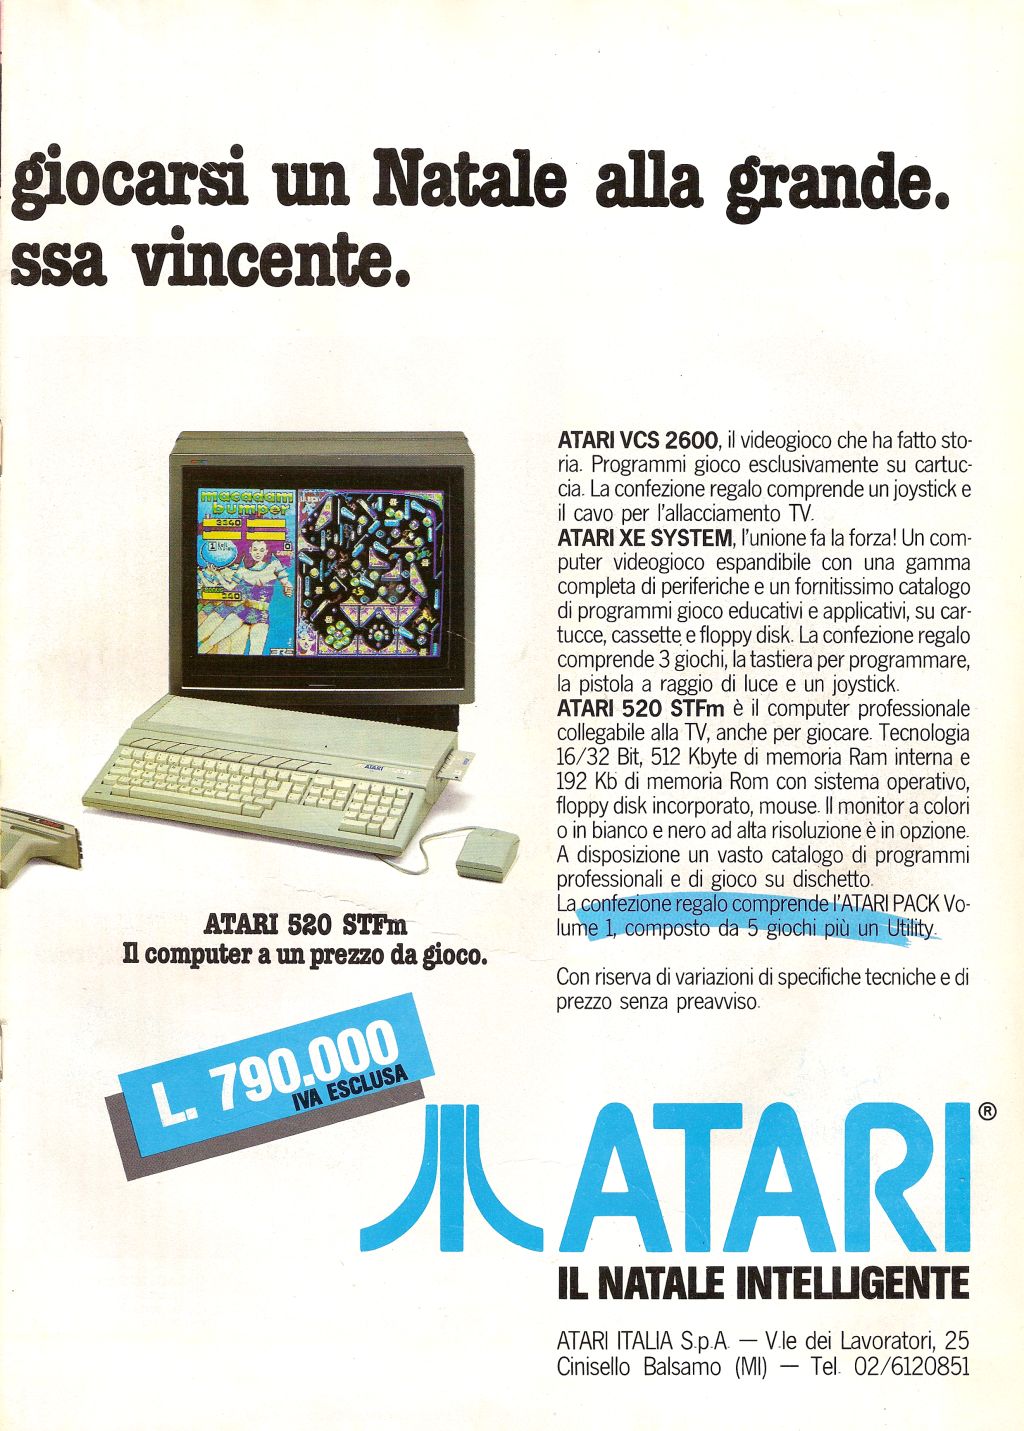 giocarsi un Natale alla grande.
ssa vincente.
macadam
bumper
ATARI
ATARI 520 STFm
Il computer a un prezzo da gioco.
L. 790.000
IVA ESCLUSA
ATARI VCS 2600, il videogioco che ha fatto sto-
ria. Programmi gioco esclusivamente su cartuc-
cia. La confezione regalo comprende un joystick e
il cavo per l'allacciamento TV.
ATARI XE SYSTEM, l'unione fa la forza! Un com-
puter videogioco espandibile con una gamma
completa di periferiche e un fornitissimo catalogo
di programmi gioco educativi e applicativi, su car-
tucce, cassette e floppy disk. La confezione regalo
comprende 3 giochi, la tastiera per programmare,
la pistola a raggio di luce e un joystick.
ATARI 520 STFm è il computer professionale
collegabile alla TV, anche per giocare. Tecnologia
16/32 Bit, 512 Kbyte di memoria Ram interna e
192 Kb di memoria Rom con sistema operativo,
floppy disk incorporato, mouse. Il monitor a colori
o in bianco e nero ad alta risoluzione è in opzione.
A disposizione un vasto catalogo di programmi
professionali e di gioco su dischetto.
La confezione regalo comprende l'ATARI PACK Vo-
lume 1, composto da 5 giochi più un Utility.
Con riserva di variazioni di specifiche tecniche e di
prezzo senza preavviso.
ATARI®
IL NATALE INTELLIGENTE
ATARI ITALIA S.p.A. — V.le dei Lavoratori, 25
Cinisello Balsamo (MI) — Tel. 02/6120851